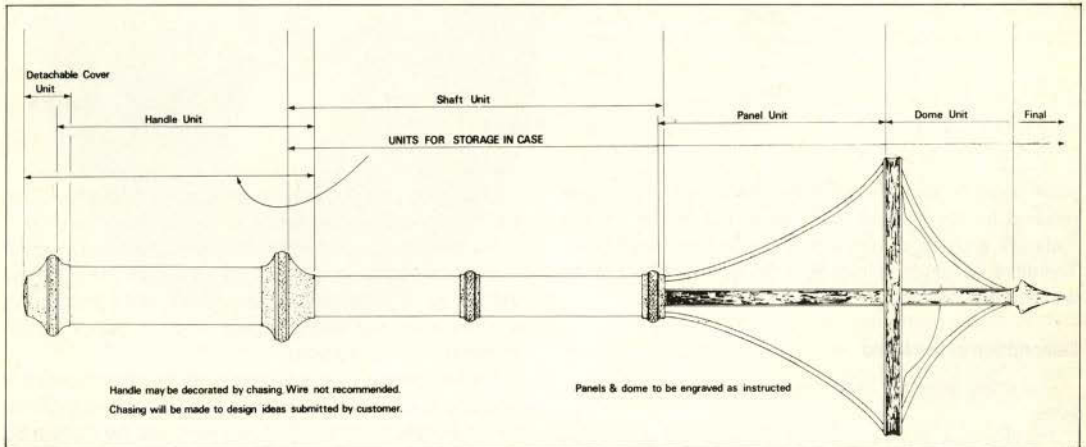 Detachable Cover
Unit
Handle Unit
Shaft Unit
UNITS FOR STORAGE IN CASE
Panel Unit
Dome Unit
Final
Handle may be decorated by chasing. Wire not recommended.
Chasing will be made to design ideas submitted by customer.
Panels & dome to be engraved as instructed